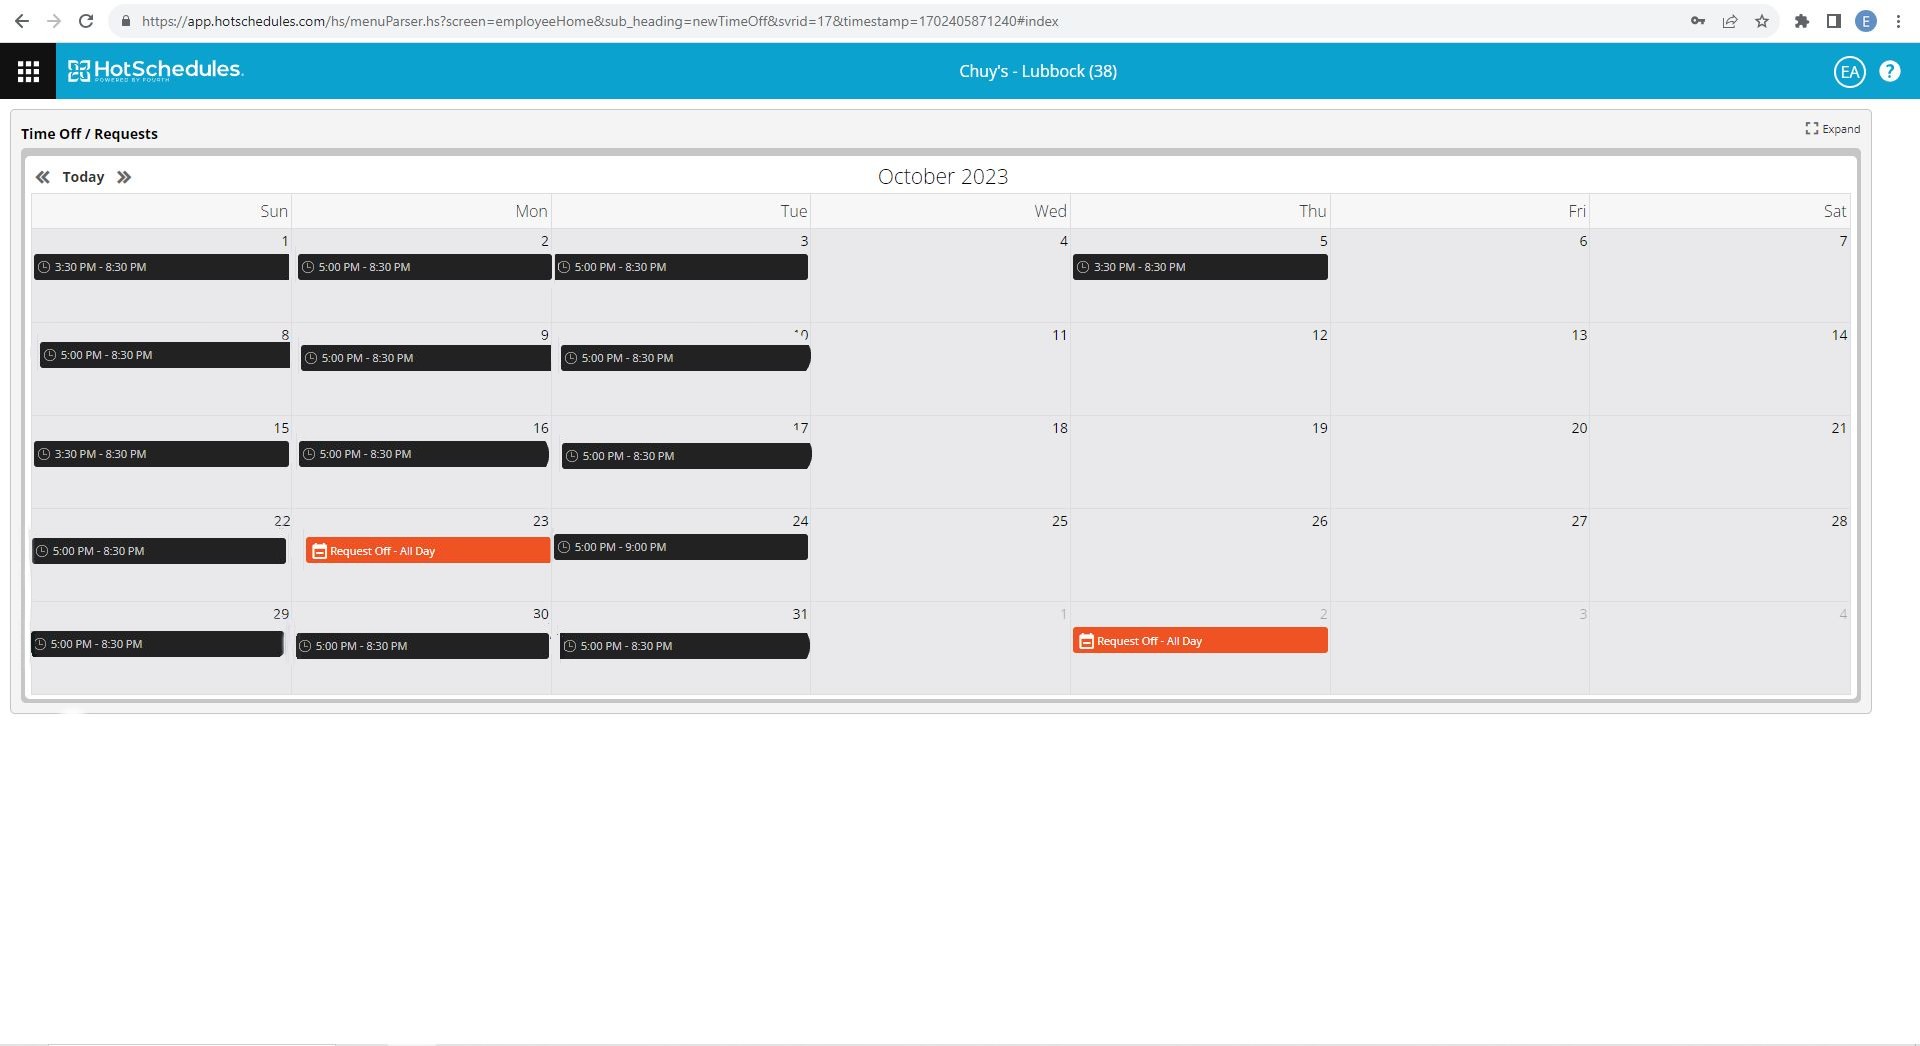 https://app.hotschedules.com/hs/menuParser.hs?screen=employeeHome&sub_heading=newTimeOff&svrid=17&timestamp=1702405871240#index
E
HotSchedules.
POWERED BY FOURTH
Chuy's - Lubbock (38)
EA ?
Time Off / Requests
Expand
Today
October 2023
Sun Mon Tue Wed Thu Fri Sat
1 2 3 4 5 6 7
3:30 PM - 8:30 PM 5:00 PM - 8:30 PM 5:00 PM - 8:30 PM 3:30 PM - 8:30 PM
8 9 10 11 12 13 14
5:00 PM - 8:30 PM 5:00 PM - 8:30 PM 5:00 PM - 8:30 PM
15 16 17 18 19 20 21
3:30 PM - 8:30 PM 5:00 PM - 8:30 PM 5:00 PM - 8:30 PM
22 23 24 25 26 27 28
5:00 PM - 8:30 PM Request Off - All Day 5:00 PM - 9:00 PM
29 30 31 1 2 3 4
5:00 PM - 8:30 PM 5:00 PM - 8:30 PM 5:00 PM - 8:30 PM Request Off - All Day